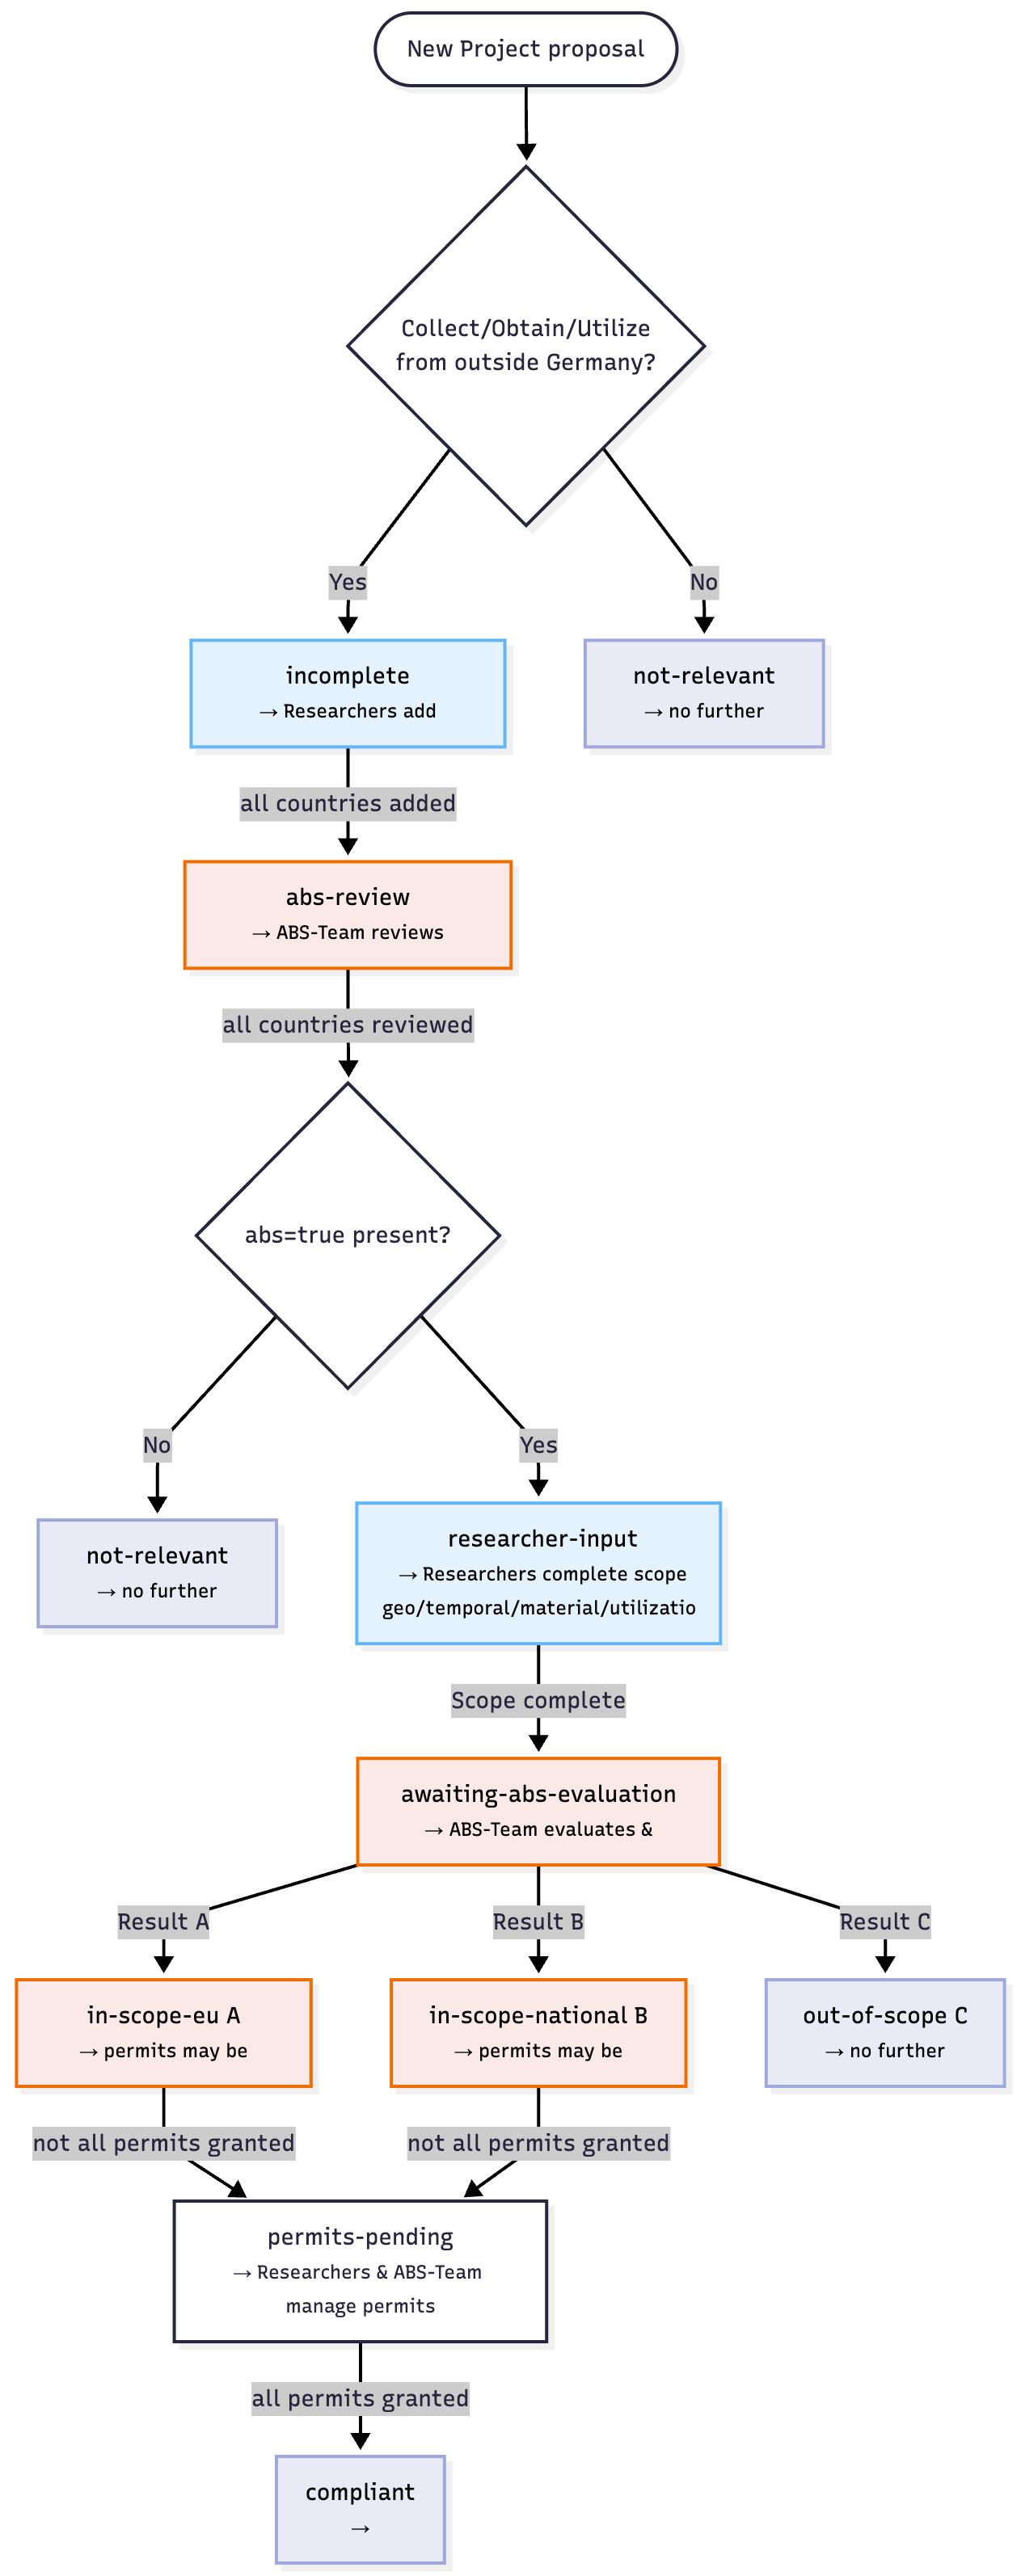 New Project proposal
Collect/Obtain/Utilize
from outside Germany?
Yes
No
incomplete
→ Researchers add
not-relevant
→ no further
all countries added
abs-review
→ ABS-Team reviews
all countries reviewed
abs=true present?
No
Yes
not-relevant
→ no further
researcher-input
→ Researchers complete scope
geo/temporal/material/utilizatio
Scope complete
awaiting-abs-evaluation
→ ABS-Team evaluates &
Result A
Result B
Result C
in-scope-eu A
→ permits may be
in-scope-national B
→ permits may be
out-of-scope C
→ no further
not all permits granted
not all permits granted
permits-pending
→ Researchers & ABS-Team
manage permits
all permits granted
compliant
→